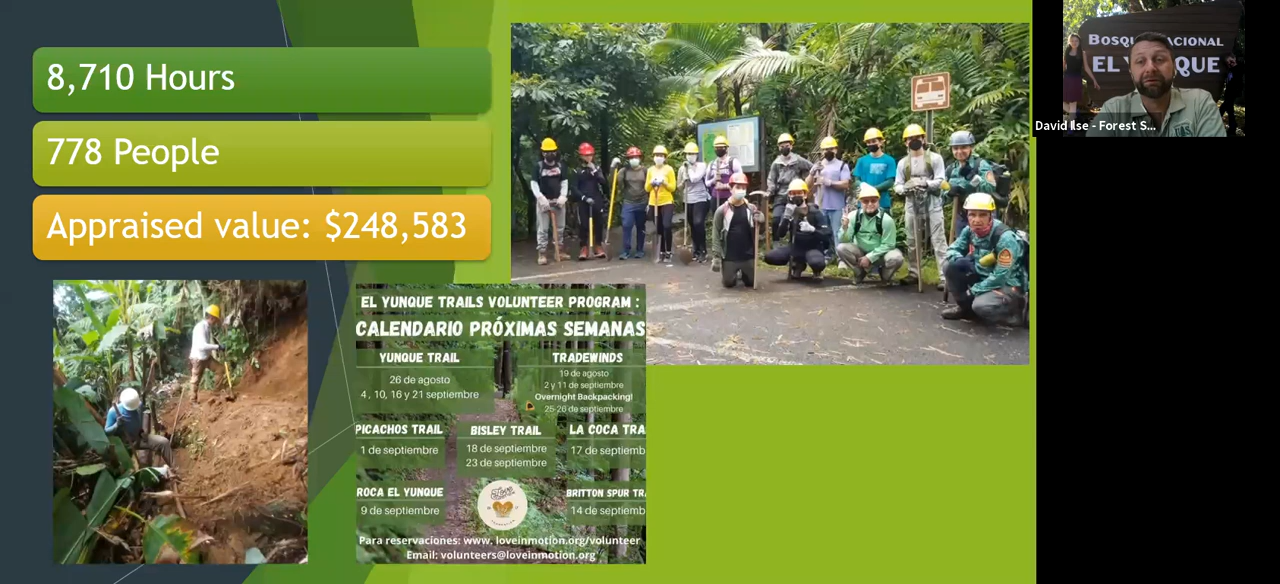 8,710 Hours
778 People
Appraised value: $248,583
EL YUNQUE TRAILS VOLUNTEER PROGRAM :
CALENDARIO PRÓXIMAS SEMANAS
YUNQUE TRAIL
26 de agosto
4 , 10, 16 y 21 septiembre
TRADEWINDS
19 de agosto
2 y 11 de septiembre
Overnight Backpacking!
25-26 de septiembre
PICACHOS TRAIL
1 de septiembre
BISLEY TRAIL
18 de septiembre
23 de septiembre
LA COCA TRA
17 de septiemb
ROCA EL YUNQUE
9 de septiembre
BRITTON SPUR TRA
14 de septiemb
Para reservaciones: www. loveinmotion.org/volunteer
Email: volunteers@loveinmotion.org
EL YUNQUE
David Ilse - Forest S...